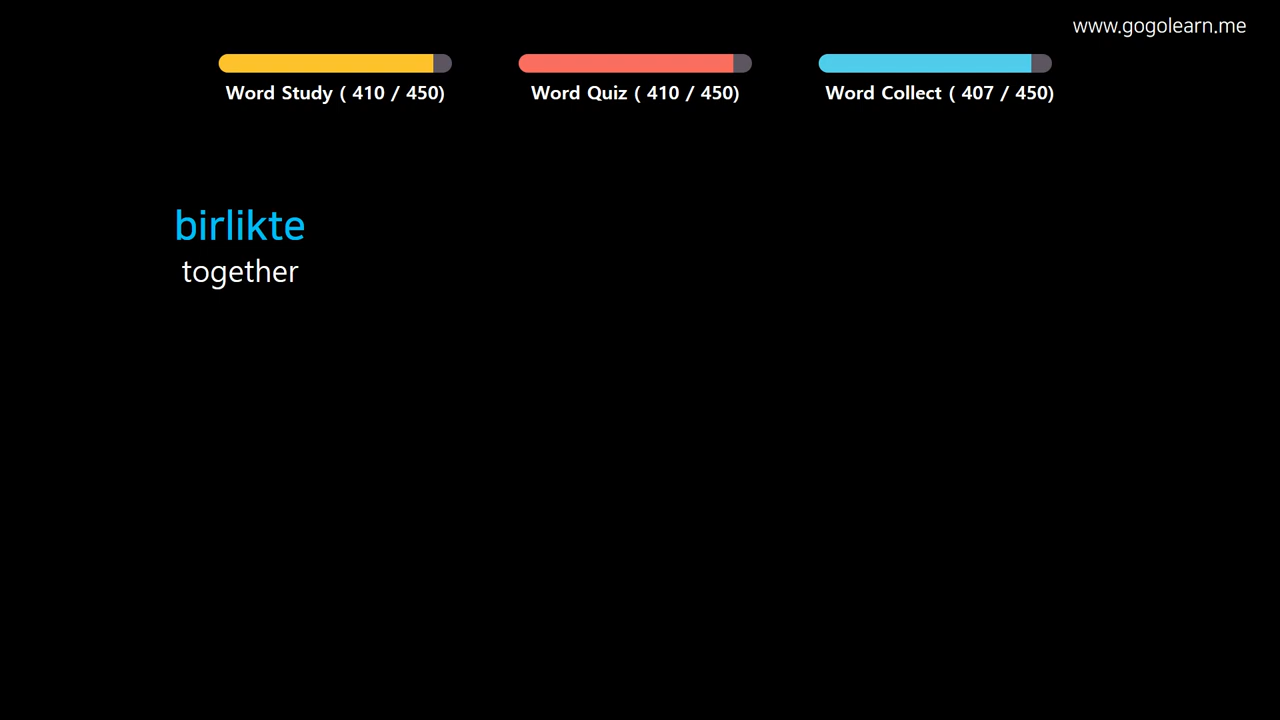 www.gogolearn.me
Word Study ( 410 / 450)
Word Quiz ( 410 / 450)
Word Collect ( 407 / 450)
birlikte
together